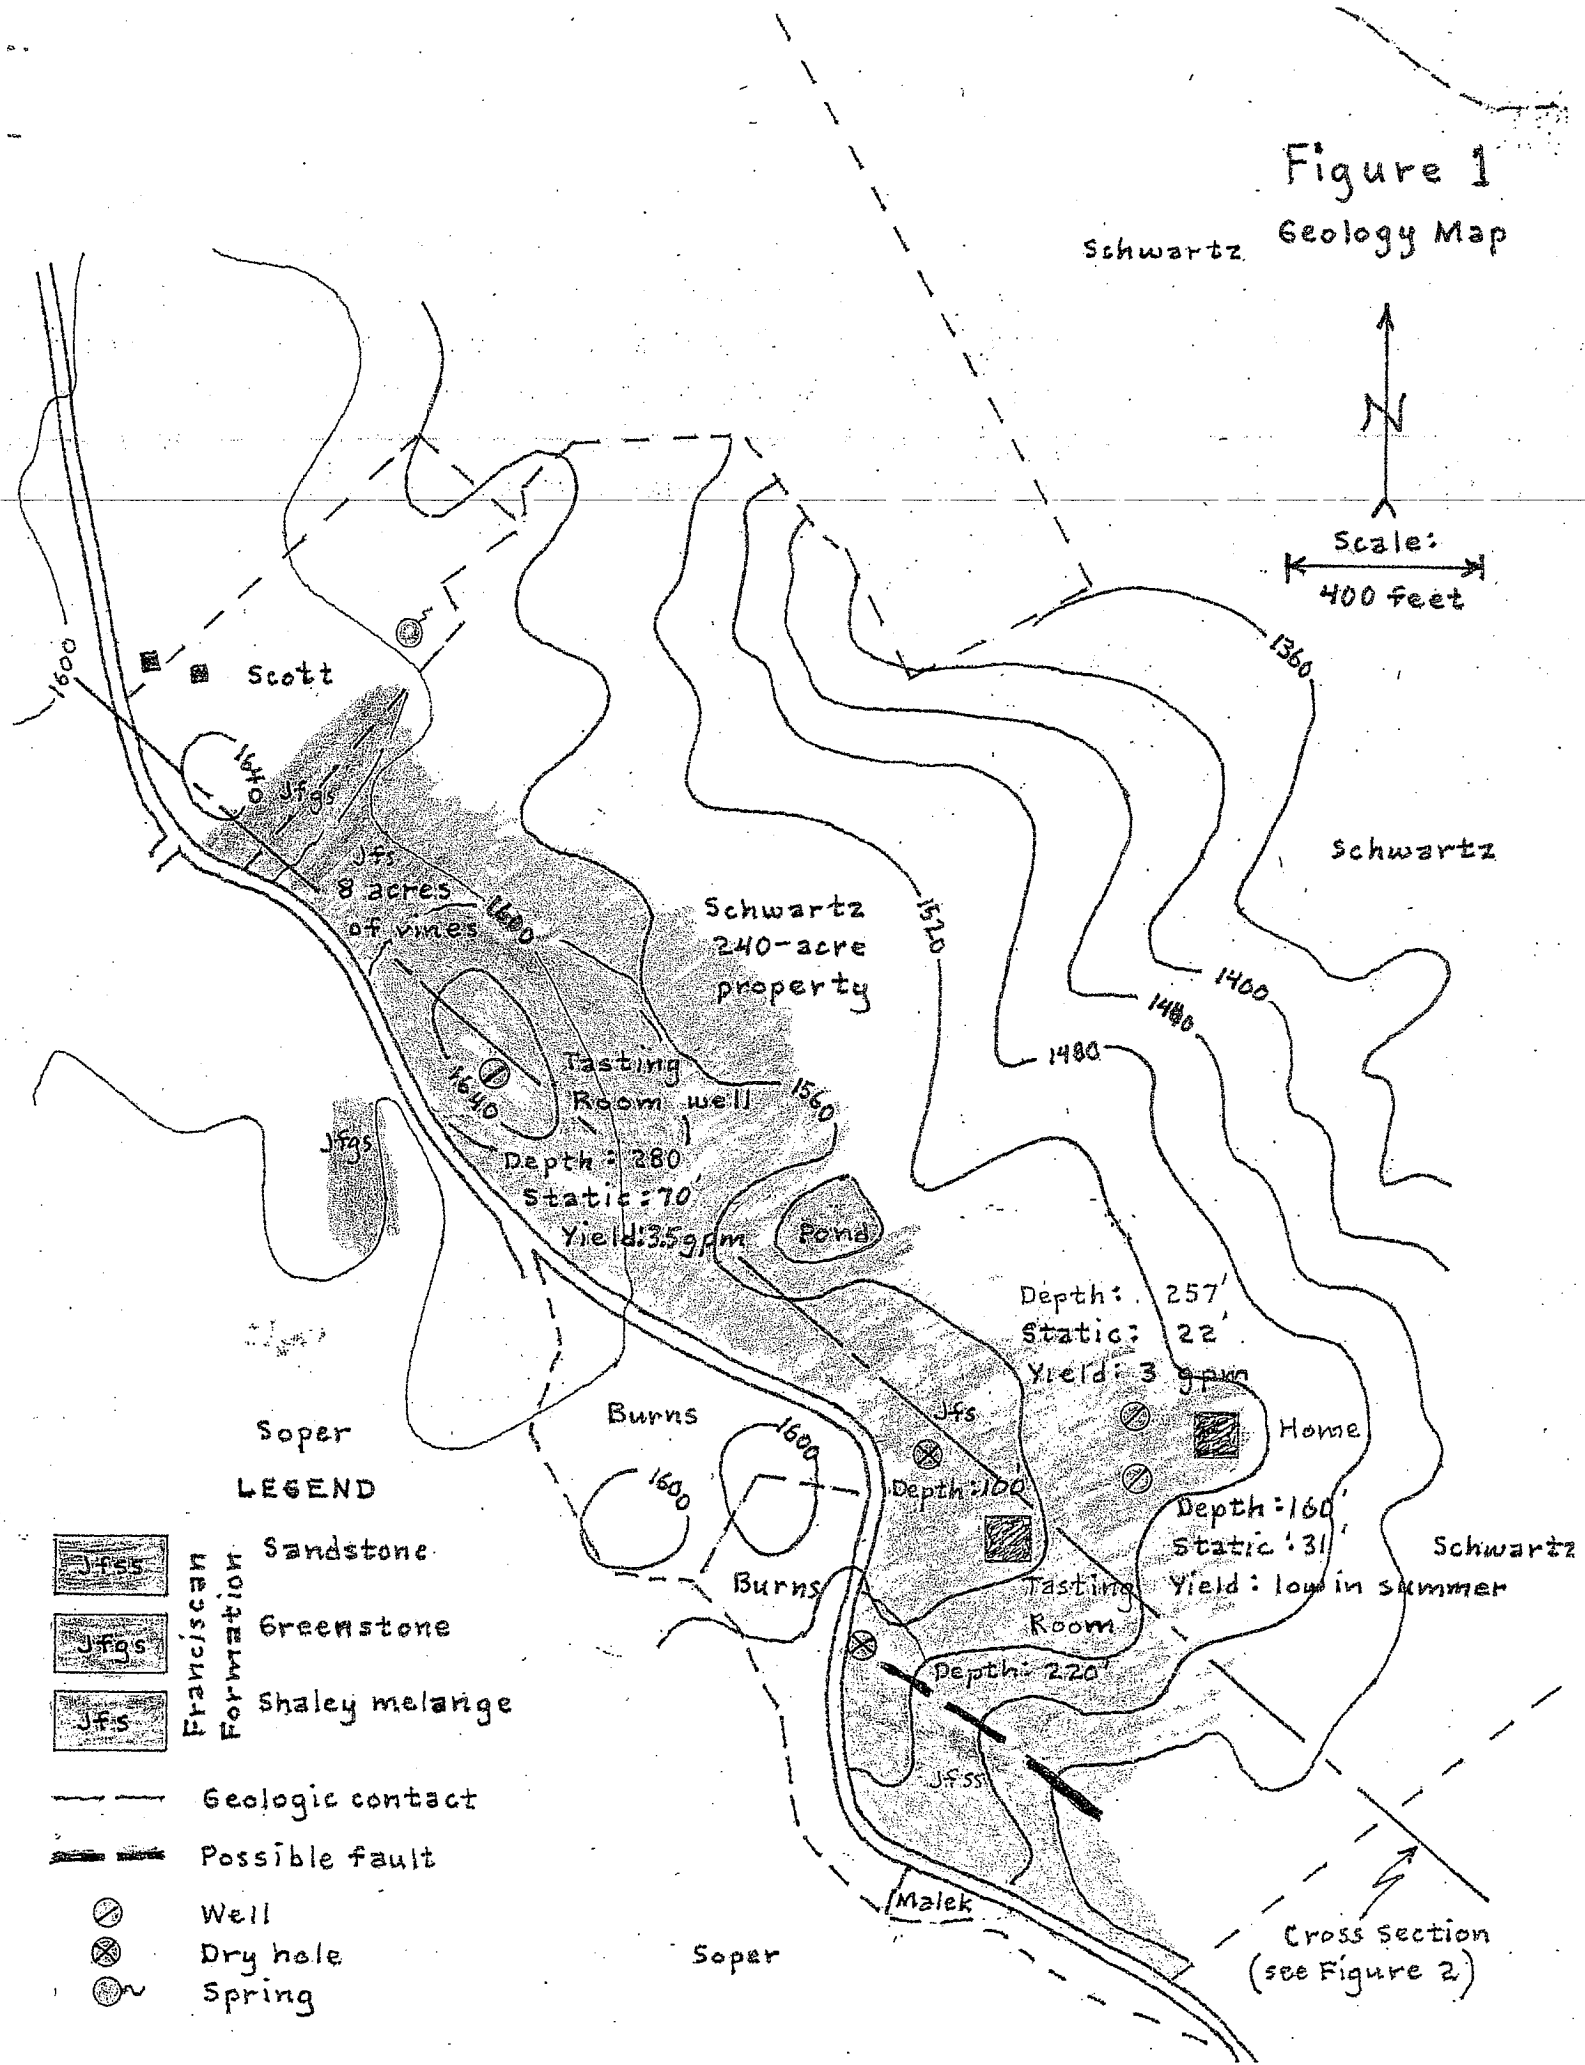 Figure 1
Geology Map
Schwartz
N
Scale:
400 feet
1360
1600
Scott
1640
Jfgs
Jfs
8 acres
of vines
1600
Schwartz
240-acre
property
1520
Schwartz
1400
1440
1480
1640
Tasting
Room well
1560
Depth: 280'
Static: 70'
Yield: 35gpm
Pond
Jfgs
Depth: 257'
Static: 22'
Yield: 3 gpm
Home
Jfs
Depth: 100'
Depth: 160'
Static: 31'
Yield: low in summer
Schwartz
Tasting
Room
Depth: 220'
Jfss
Burns
1600
1600
Burns
Soper
Malek
Soper
Cross Section
(see Figure 2)
LEGEND
Jfss Sandstone
Jfgs Greenstone
Jfs Shaley melange
Franciscan
Formation
Geologic contact
Possible fault
Well
Dry hole
Spring